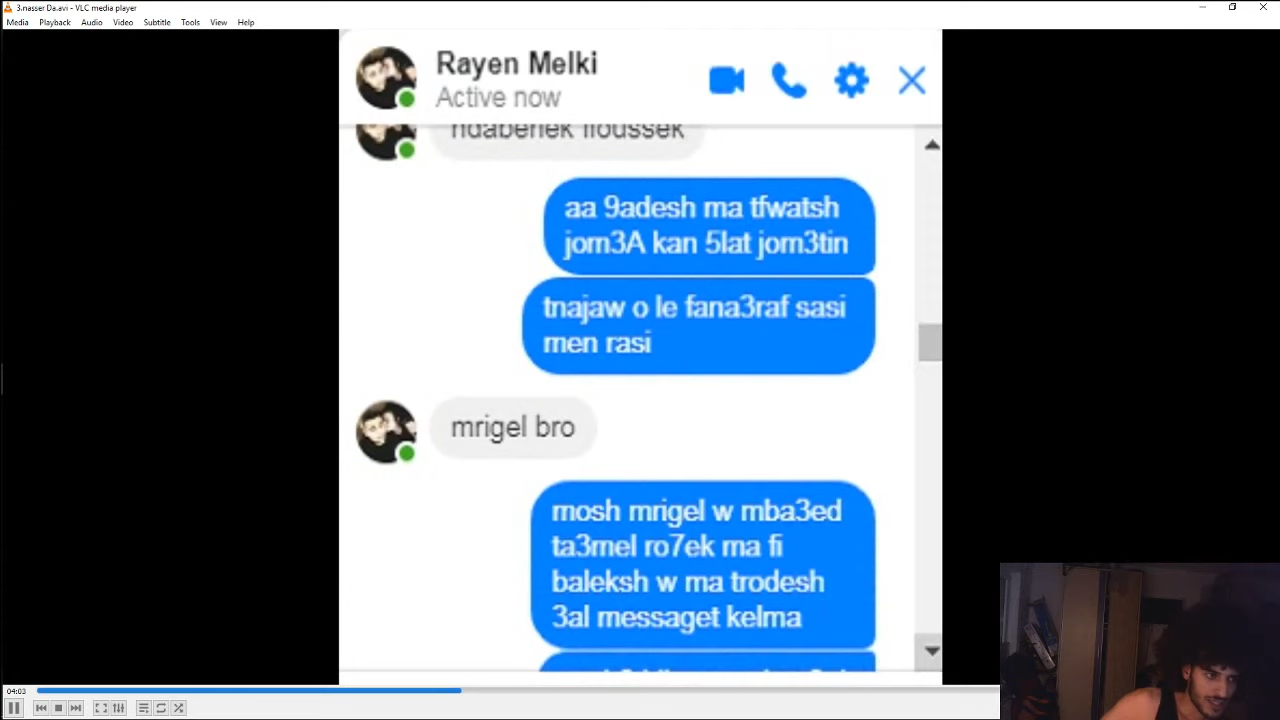 3.nasser Da.avi - VLC media player
Media Playback Audio Video Subtitle Tools View Help
Rayen Melki
Active now
aa 9adesh ma tfwatsh
jom3A kan 5lat jom3tin
tnajaw o le fana3raf sasi
men rasi
mrigel bro
mosh mrigel w mba3ed
ta3mel ro7ek ma fi
baleksh w ma trodesh
3al messaget kelma
04:03